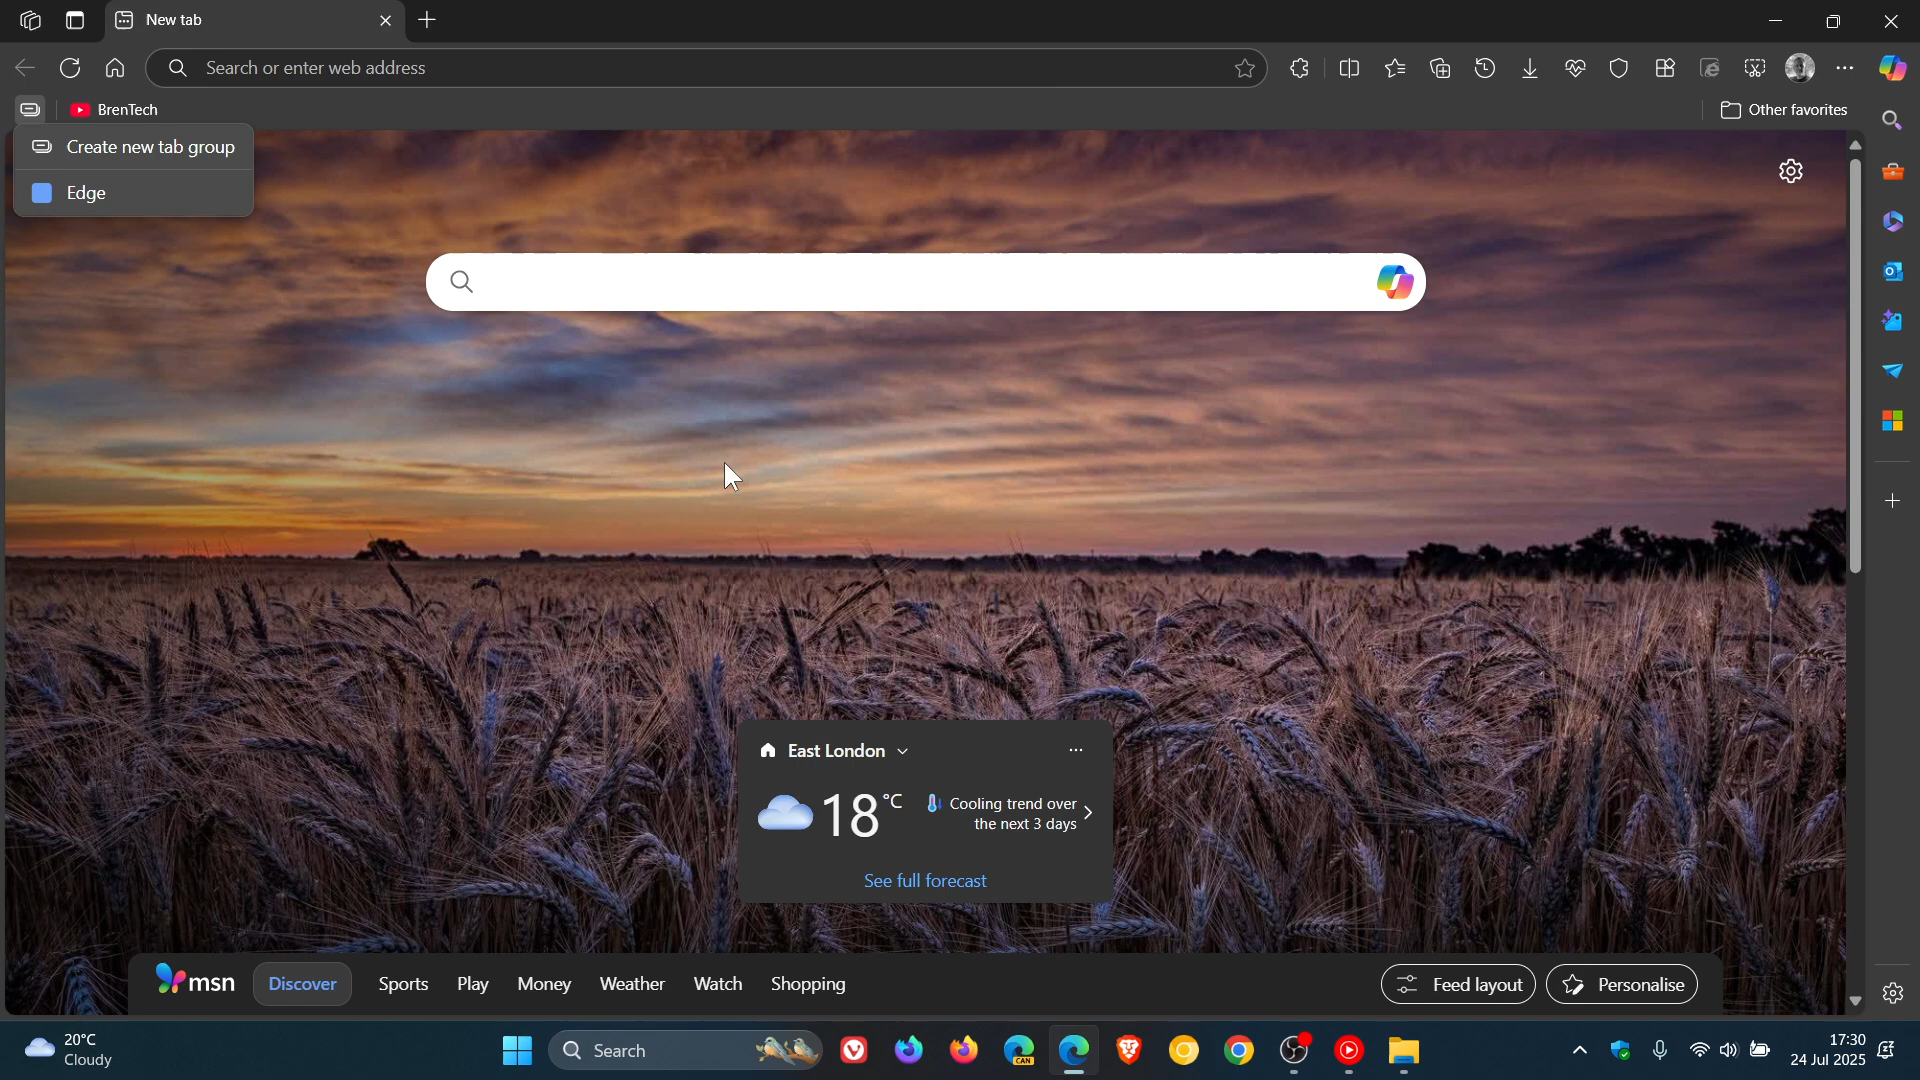 New tab
Search or enter web address
BrenTech
Other favorites
Create new tab group
Edge
East London
18 °C
Cooling trend over
the next 3 days
See full forecast
msn
Discover
Sports
Play
Money
Weather
Watch
Shopping
Feed layout
Personalise
20°C
Cloudy
Search
CAN
17:30
24 Jul 2025